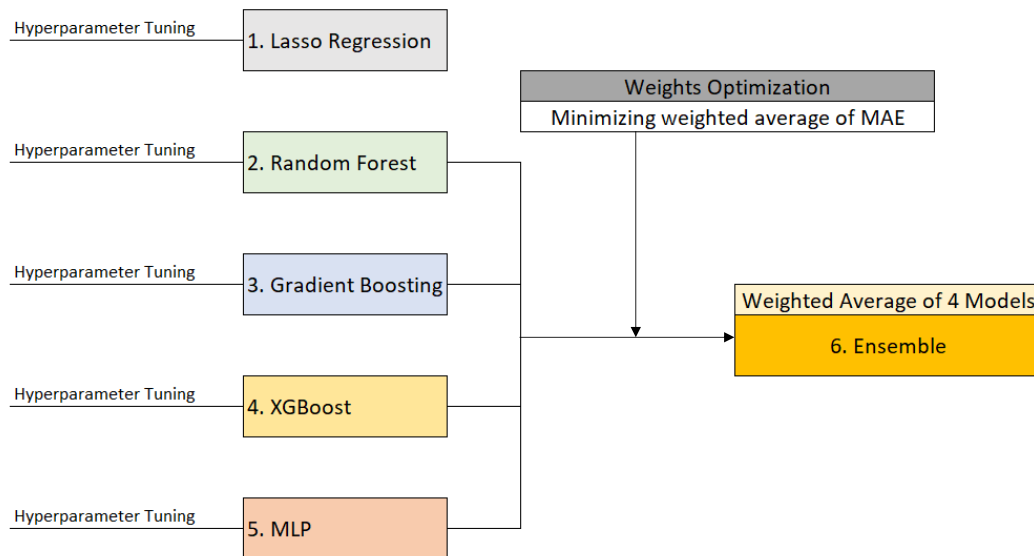 Hyperparameter Tuning
1. Lasso Regression
Weights Optimization
Minimizing weighted average of MAE
Hyperparameter Tuning
2. Random Forest
Hyperparameter Tuning
3. Gradient Boosting
Weighted Average of 4 Models
6. Ensemble
Hyperparameter Tuning
4. XGBoost
Hyperparameter Tuning
5. MLP